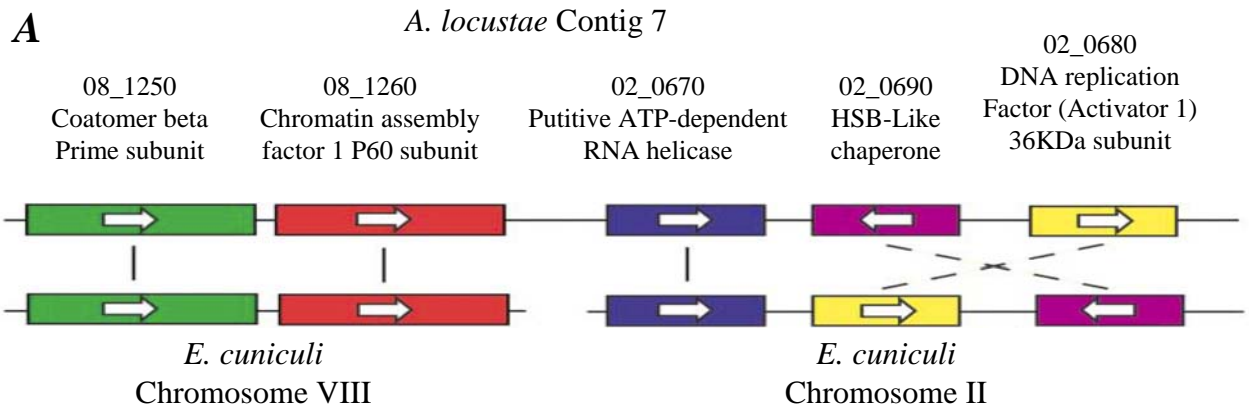 A
A. locustae Contig 7
08_1250
Coatomer beta
Prime subunit
08_1260
Chromatin assembly
factor 1 P60 subunit
02_0670
Putitive ATP-dependent
RNA helicase
02_0690
HSB-Like
chaperone
02_0680
DNA replication
Factor (Activator 1)
36KDa subunit
E. cuniculi
Chromosome VIII
E. cuniculi
Chromosome II